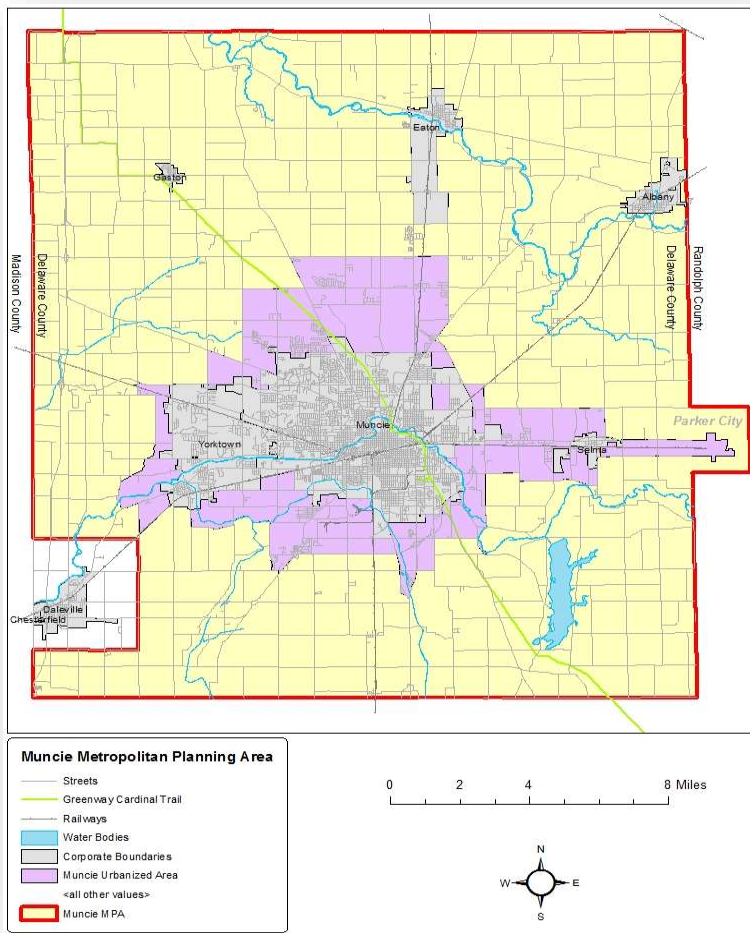 Eaton
Gaston
Albany
Madison County
Delaware County
Delaware County
Randolph County
Muncie
Parker City
Yorktown
Selma
Daleville
Chesterfield
Muncie Metropolitan Planning Area
Streets
Greenway Cardinal Trail
Railways
Water Bodies
Corporate Boundaries
Muncie Urbanized Area
<all other values>
Muncie MPA
0 2 4 8 Miles
N
W E
S